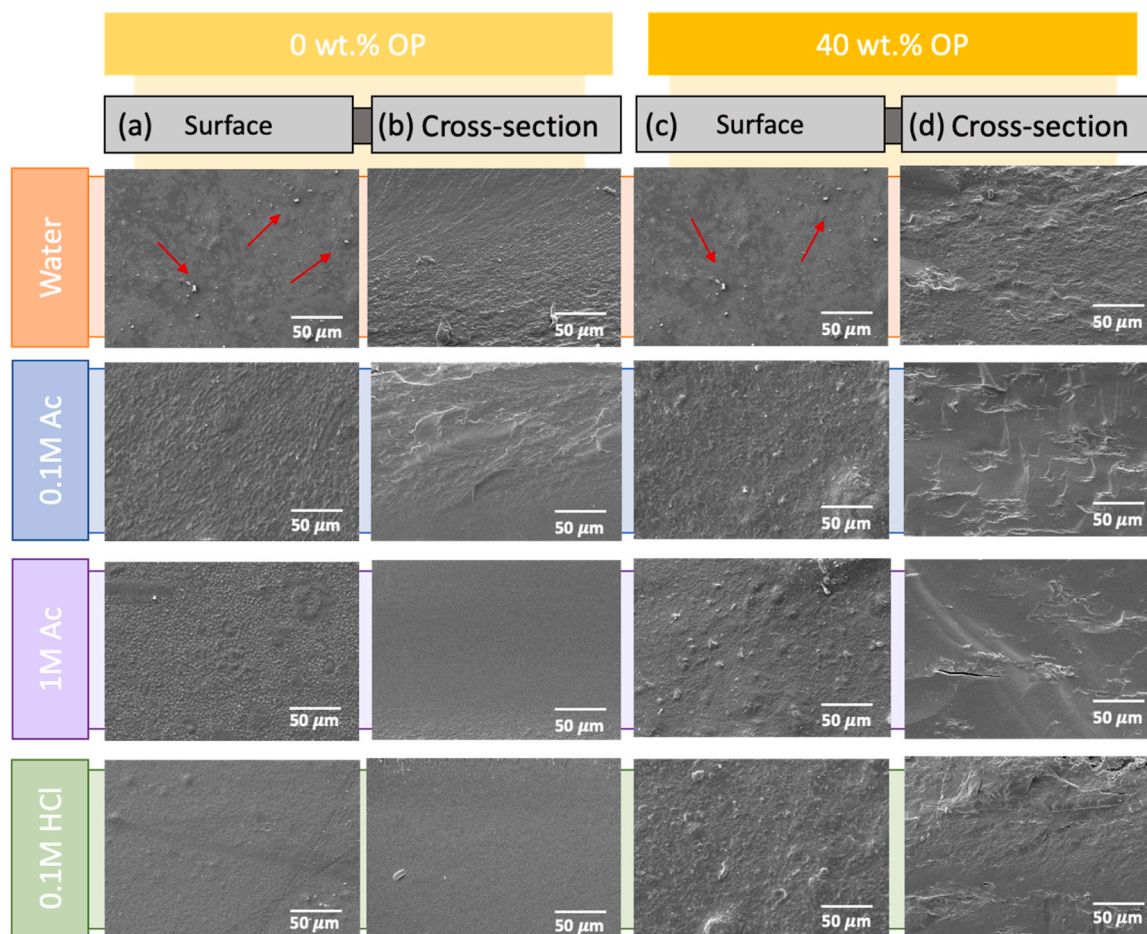 0 wt.% OP
40 wt.% OP
(a) Surface
(b) Cross-section
(c) Surface
(d) Cross-section
Water
50 μm
50 μm
50 μm
50 μm
0.1M Ac
50 μm
50 μm
50 μm
50 μm
1M Ac
50 μm
50 μm
50 μm
50 μm
0.1M HCl
50 μm
50 μm
50 μm
50 μm